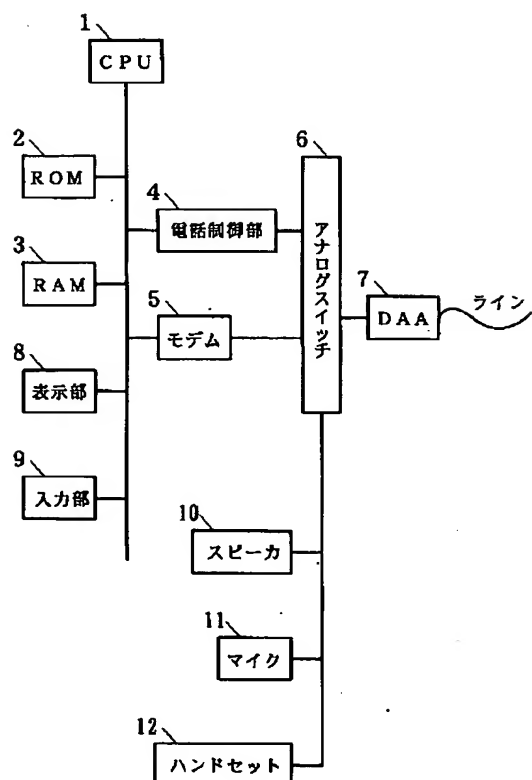 1
CPU
2
ROM
3
RAM
8
表示部
9
入力部
4
電話制御部
5
モデム
6
アナログスイッチ
7
DAA
ライン
10
スピーカ
11
マイク
12
ハンドセット